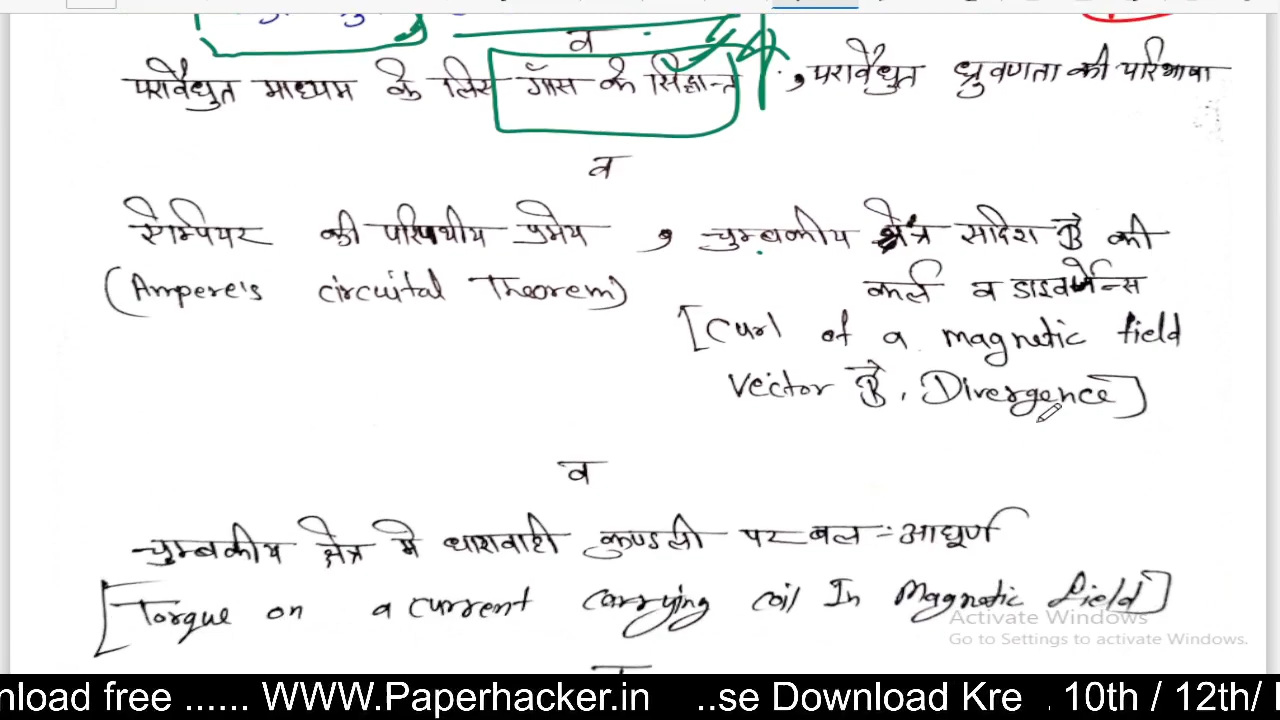 व
परावैधुत माध्यम के लिए गॉस के सिद्धान्त , परावैधुत ध्रुवणता की परिभाषा
व
ऐम्पियर की परिपथीय प्रमेय , चुम्बकीय क्षेत्र सदिश B की
(Ampere's circuital Theorem) कर्ल व डाइवर्जेन्स
[Curl of a magnetic field
Vector B, Divergence]
व
चुम्बकीय क्षेत्र मे धारावाही कुण्डली पर बल-आघूर्ण
[Torque on a current carrying coil In Magnetic field]
Activate Windows
Go to Settings to activate Windows.
nload free ...... WWW.Paperhacker.in ..se Download Kre . 10th / 12th/